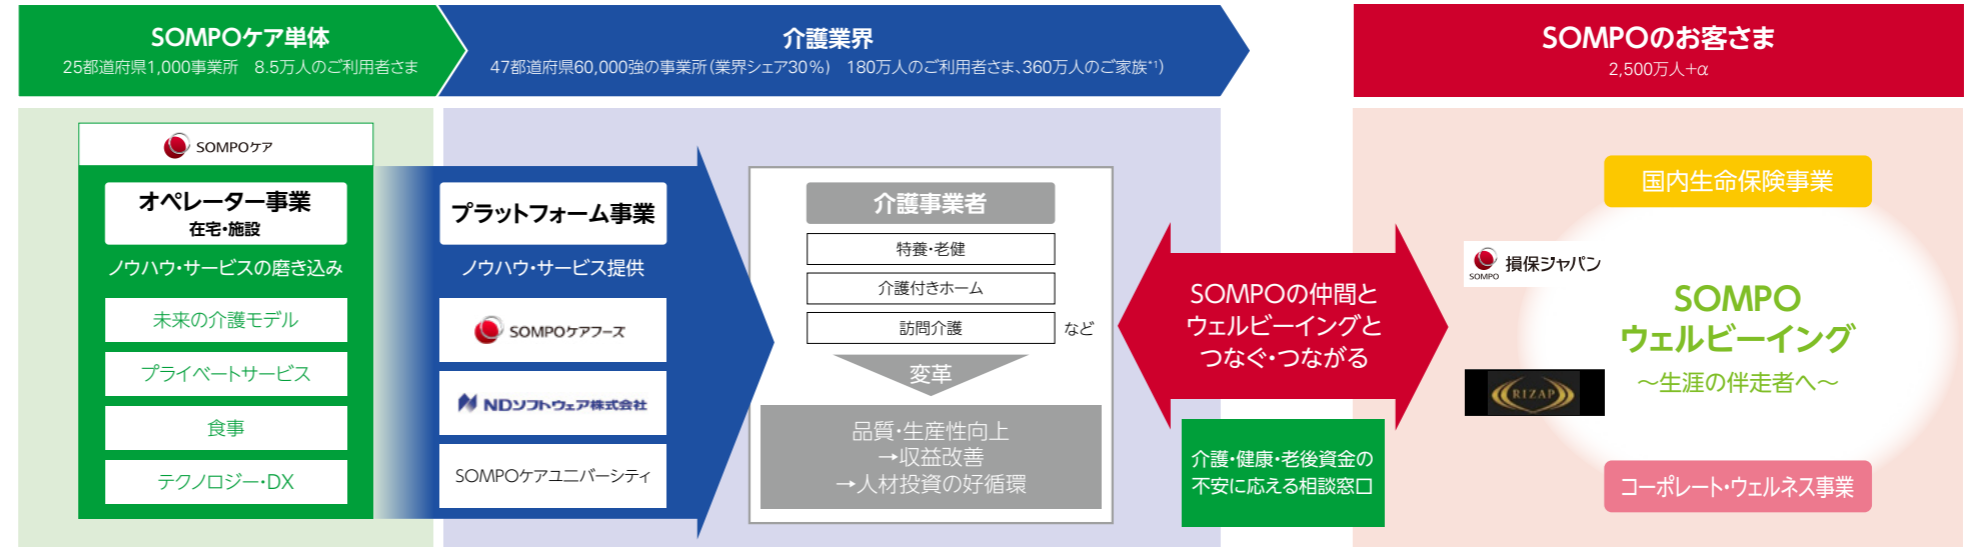 SOMPOケア単体
25都道府県1,000事業所　8.5万人のご利用者さま
介護業界
47都道府県60,000強の事業所(業界シェア30%)　180万人のご利用者さま、360万人のご家族*1)
SOMPOのお客さま
2,500万人+α
SOMPOケア
オペレーター事業
在宅・施設
ノウハウ・サービスの磨き込み
未来の介護モデル
プライベートサービス
食事
テクノロジー・DX
プラットフォーム事業
ノウハウ・サービス提供
SOMPOケアフーズ
NDソフトウェア株式会社
SOMPOケアユニバーシティ
介護事業者
特養・老健
介護付きホーム
訪問介護
など
変革
品質・生産性向上
→収益改善
→人材投資の好循環
SOMPOの仲間と
ウェルビーイングと
つなぐ・つながる
介護・健康・老後資金の
不安に応える相談窓口
国内生命保険事業
SOMPO
損保ジャパン
RIZAP
SOMPO
ウェルビーイング
～生涯の伴走者へ～
コーポレート・ウェルネス事業